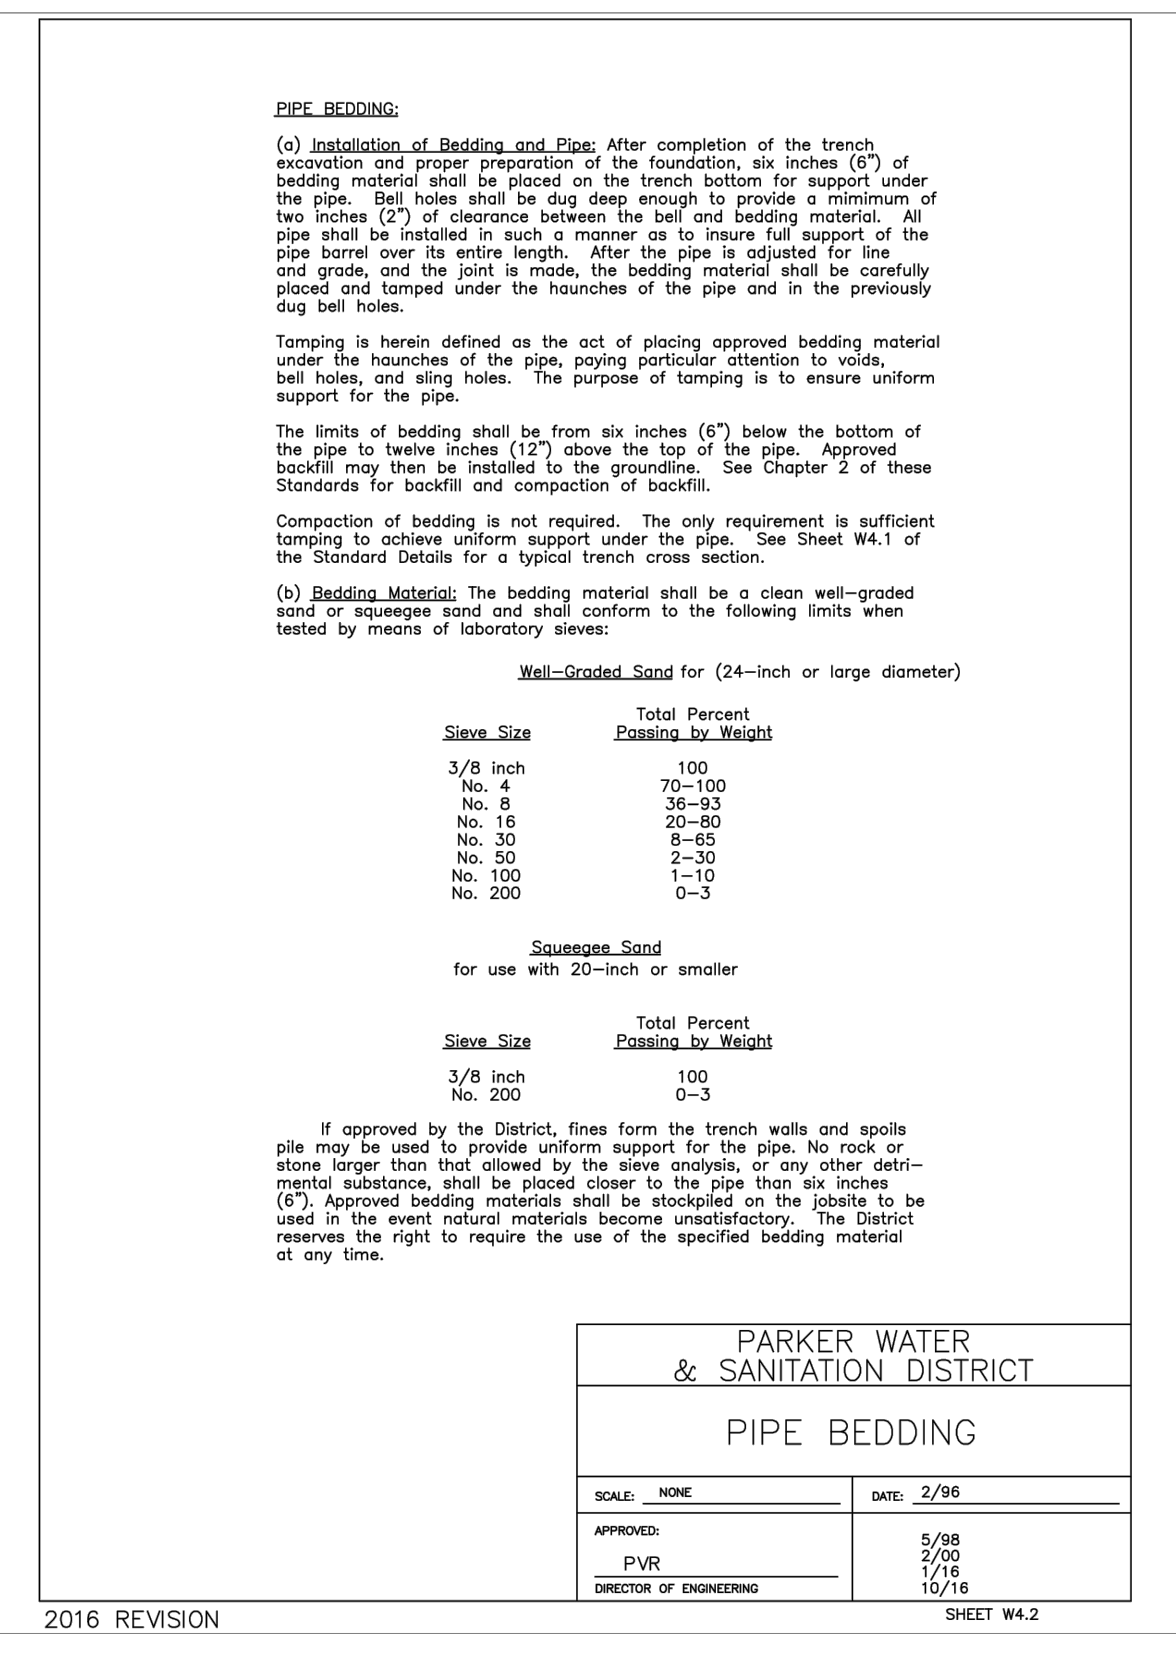 PIPE BEDDING:
(a) Installation of Bedding and Pipe: After completion of the trench
excavation and proper preparation of the foundation, six inches (6") of
bedding material shall be placed on the trench bottom for support under
the pipe. Bell holes shall be dug deep enough to provide a mimimum of
two inches (2") of clearance between the bell and bedding material. All
pipe shall be installed in such a manner as to insure full support of the
pipe barrel over its entire length. After the pipe is adjusted for line
and grade, and the joint is made, the bedding material shall be carefully
placed and tamped under the haunches of the pipe and in the previously
dug bell holes.
Tamping is herein defined as the act of placing approved bedding material
under the haunches of the pipe, paying particular attention to voids,
bell holes, and sling holes. The purpose of tamping is to ensure uniform
support for the pipe.
The limits of bedding shall be from six inches (6") below the bottom of
the pipe to twelve inches (12") above the top of the pipe. Approved
backfill may then be installed to the groundline. See Chapter 2 of these
Standards for backfill and compaction of backfill.
Compaction of bedding is not required. The only requirement is sufficient
tamping to achieve uniform support under the pipe. See Sheet W4.1 of
the Standard Details for a typical trench cross section.
(b) Bedding Material: The bedding material shall be a clean well-graded
sand or squeegee sand and shall conform to the following limits when
tested by means of laboratory sieves:
Well-Graded Sand for (24-inch or large diameter)
Total Percent
Sieve Size Passing by Weight
3/8 inch 100
No. 4 70-100
No. 8 36-93
No. 16 20-80
No. 30 8-65
No. 50 2-30
No. 100 1-10
No. 200 0-3
Squeegee Sand
for use with 20-inch or smaller
Total Percent
Sieve Size Passing by Weight
3/8 inch 100
No. 200 0-3
If approved by the District, fines form the trench walls and spoils
pile may be used to provide uniform support for the pipe. No rock or
stone larger than that allowed by the sieve analysis, or any other detri-
mental substance, shall be placed closer to the pipe than six inches
(6"). Approved bedding materials shall be stockpiled on the jobsite to be
used in the event natural materials become unsatisfactory. The District
reserves the right to require the use of the specified bedding material
at any time.
PARKER WATER
& SANITATION DISTRICT
PIPE BEDDING
SCALE: NONE
DATE: 2/96
APPROVED:
PVR
DIRECTOR OF ENGINEERING
5/98
2/00
1/16
10/16
2016 REVISION
SHEET W4.2